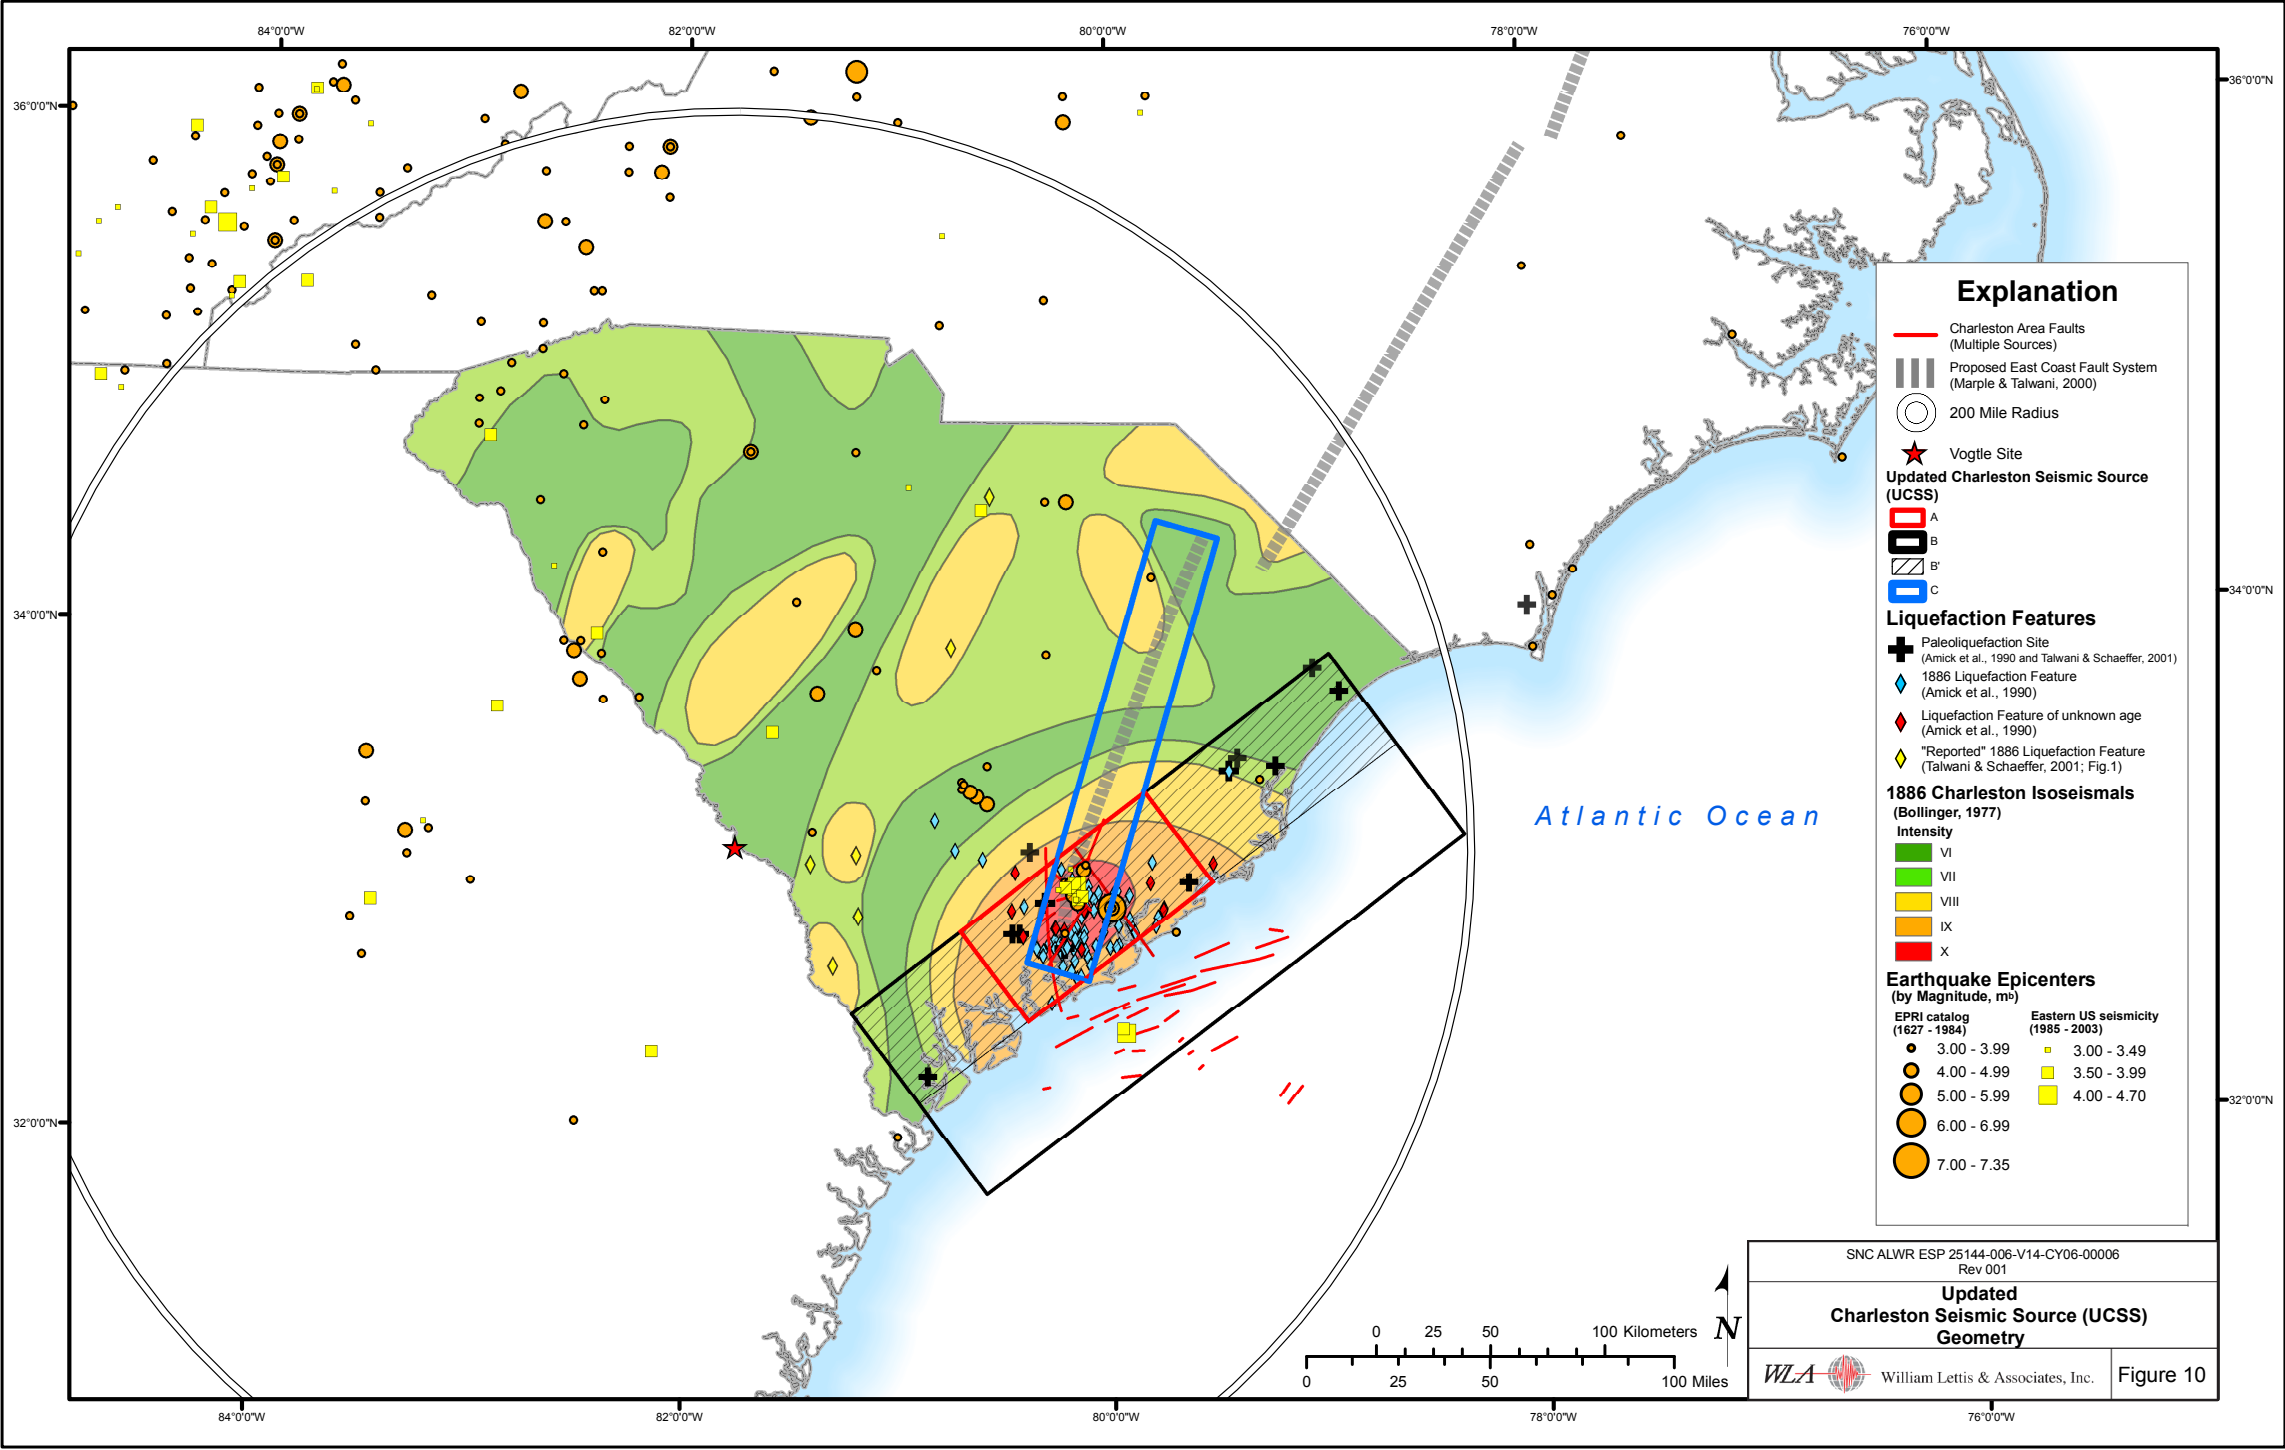 84°0'0"W
82°0'0"W
80°0'0"W
78°0'0"W
76°0'0"W
36°0'0"N
36°0'0"N
34°0'0"N
34°0'0"N
32°0'0"N
32°0'0"N
Atlantic Ocean
Explanation
Charleston Area Faults
(Multiple Sources)
Proposed East Coast Fault System
(Marple & Talwani, 2000)
200 Mile Radius
Vogtle Site
Updated Charleston Seismic Source
(UCSS)
A
B
B'
C
Liquefaction Features
Paleoliquefaction Site
(Amick et al., 1990 and Talwani & Schaeffer, 2001)
1886 Liquefaction Feature
(Amick et al., 1990)
Liquefaction Feature of unknown age
(Amick et al., 1990)
"Reported" 1886 Liquefaction Feature
(Talwani & Schaeffer, 2001; Fig.1)
1886 Charleston Isoseismals
(Bollinger, 1977)
Intensity
VI
VII
VIII
IX
X
Earthquake Epicenters
(by Magnitude, mb)
EPRI catalog
(1627 - 1984)
3.00 - 3.99
4.00 - 4.99
5.00 - 5.99
6.00 - 6.99
7.00 - 7.35
Eastern US seismicity
(1985 - 2003)
3.00 - 3.49
3.50 - 3.99
4.00 - 4.70
0 25 50 100 Kilometers
0 25 50 100 Miles
N
SNC ALWR ESP 25144-006-V14-CY06-00006
Rev 001
Updated
Charleston Seismic Source (UCSS)
Geometry
WLA William Lettis & Associates, Inc.
Figure 10
84°0'0"W
82°0'0"W
80°0'0"W
78°0'0"W
76°0'0"W